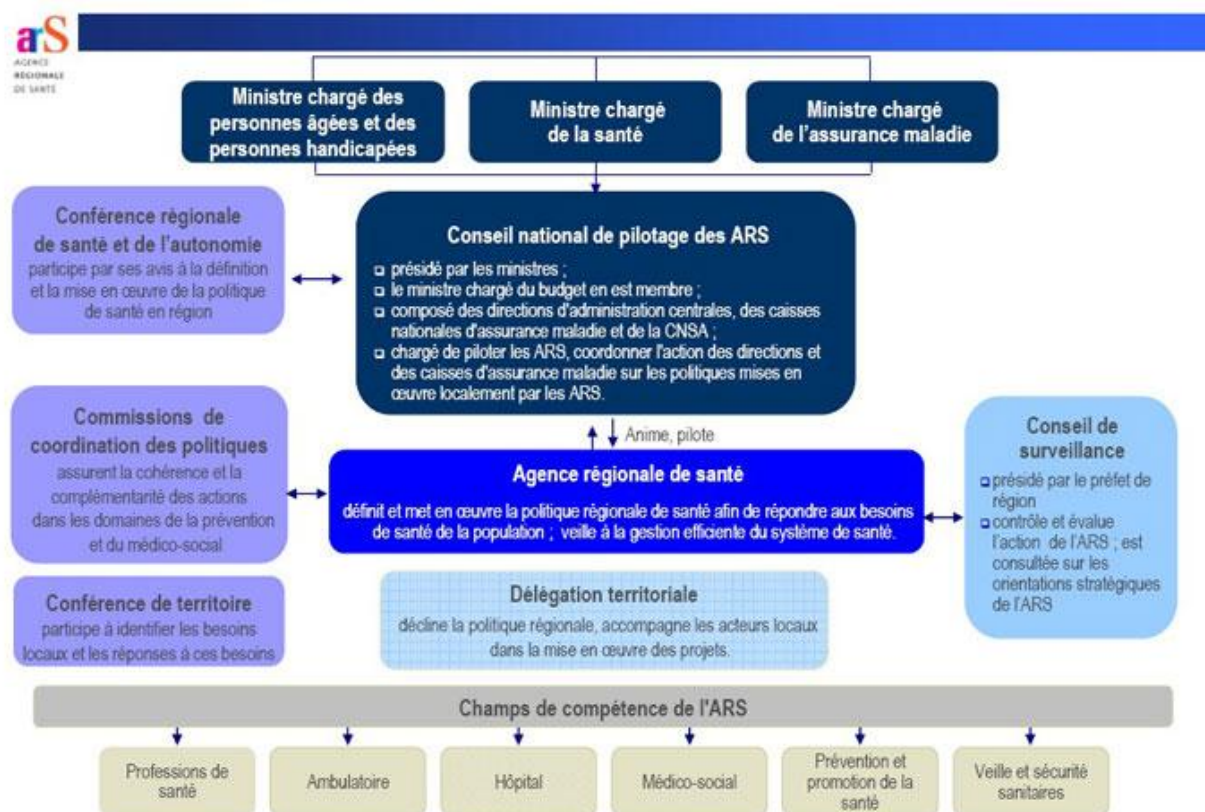 arS
AGENCE
REGIONALE
DE SANTÉ
Ministre chargé des
personnes âgées et des
personnes handicapées
Ministre chargé
de la santé
Ministre chargé
de l'assurance maladie
Conférence régionale
de santé et de l'autonomie
participe par ses avis à la définition
et la mise en œuvre de la politique
de santé en région
Conseil national de pilotage des ARS
présidé par les ministres ;
le ministre chargé du budget en est membre ;
composé des directions d'administration centrales, des caisses
nationales d'assurance maladie et de la CNSA ;
chargé de piloter les ARS, coordonner l'action des directions et
des caisses d'assurance maladie sur les politiques mises en
œuvre localement par les ARS.
Anime, pilote
Commissions de
coordination des politiques
assurent la cohérence et la
complémentarité des actions
dans les domaines de la prévention
et du médico-social
Agence régionale de santé
définit et met en œuvre la politique régionale de santé afin de répondre aux besoins
de santé de la population ; veille à la gestion efficiente du système de santé.
Conseil de
surveillance
présidé par le préfet de
région
contrôle et évalue
l'action de l'ARS ; est
consultée sur les
orientations stratégiques
de l'ARS
Conférence de territoire
participe à identifier les besoins
locaux et les réponses à ces besoins
Délégation territoriale
décline la politique régionale, accompagne les acteurs locaux
dans la mise en œuvre des projets.
Champs de compétence de l'ARS
Professions de
santé
Ambulatoire
Hôpital
Médico-social
Prévention et
promotion de la
santé
Veille et sécurité
sanitaires